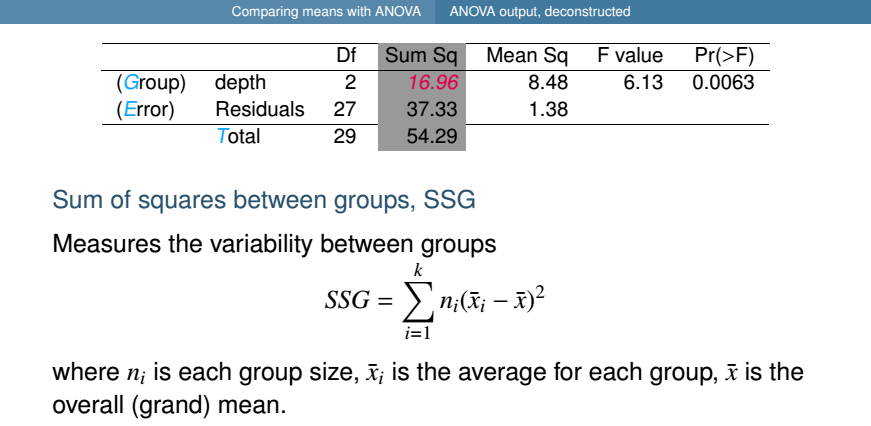 Comparing means with ANOVA ANOVA output, deconstructed
Df Sum Sq Mean Sq F value Pr(>F)
(Group) depth 2 16.96 8.48 6.13 0.0063
(Error) Residuals 27 37.33 1.38
Total 29 54.29
Sum of squares between groups, SSG
Measures the variability between groups
SSG = ∑_{i=1}^{k} n_i(x̄_i − x̄)²
where n_i is each group size, x̄_i is the average for each group, x̄ is the
overall (grand) mean.